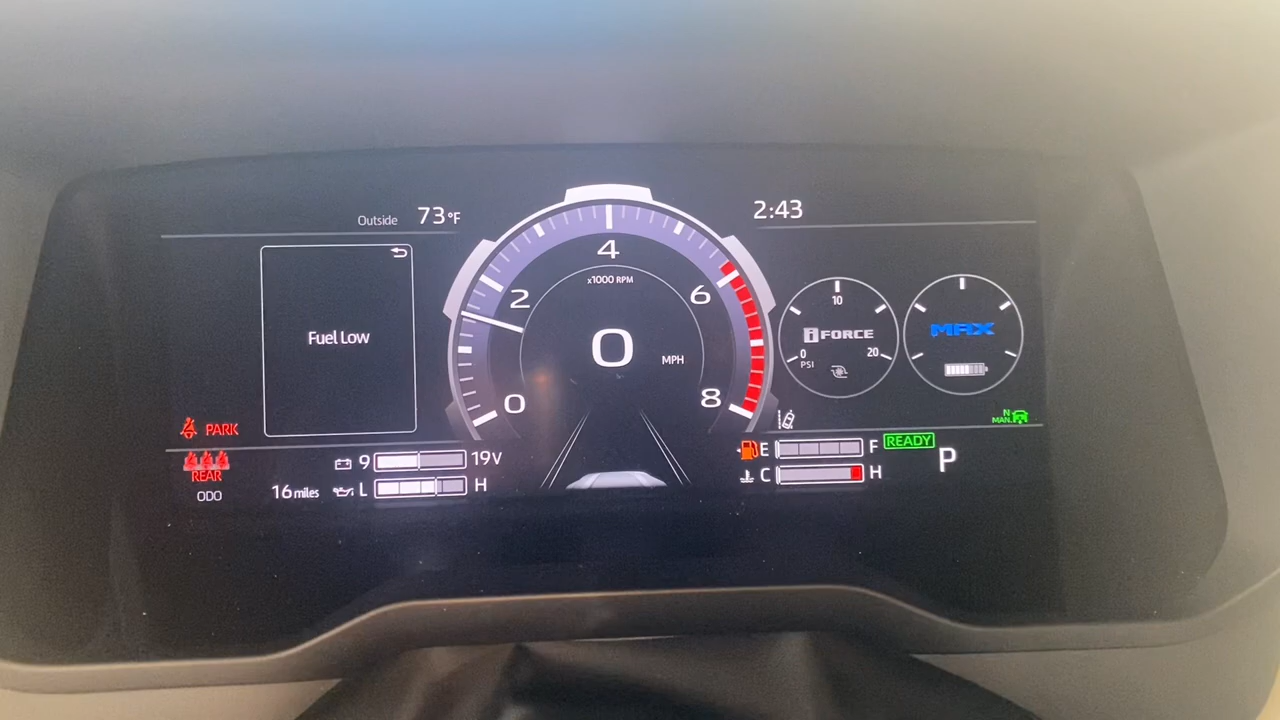 Outside 73°F
2:43
Fuel Low
0 2 4 6 8
x1000 RPM
0 MPH
10
0 20
PSI
iFORCE
MAX
PARK
REAR
ODO 16 miles
9 19V
L H
E F
C H
READY
P
N
MAN.